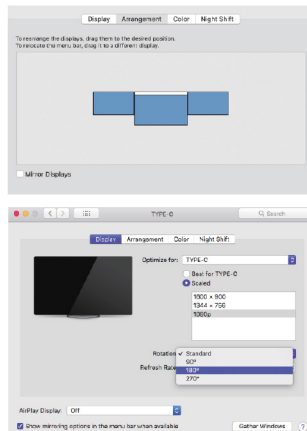 Display Arrangement Color Night Shift
To rearrange the displays, drag them to the desired position.
To relocate the menu bar, drag it to a different display.
Mirror Displays
TYPE-C
Search
Display Arrangement Color Night Shift
Optimize for: TYPE-C
Best for TYPE-C
Scaled
1600 × 900
1344 × 756
1080p
Rotation ✓ Standard
90°
Refresh Rate
180°
270°
AirPlay Display: Off
Show mirroring options in the menu bar when available
Gather Windows ?